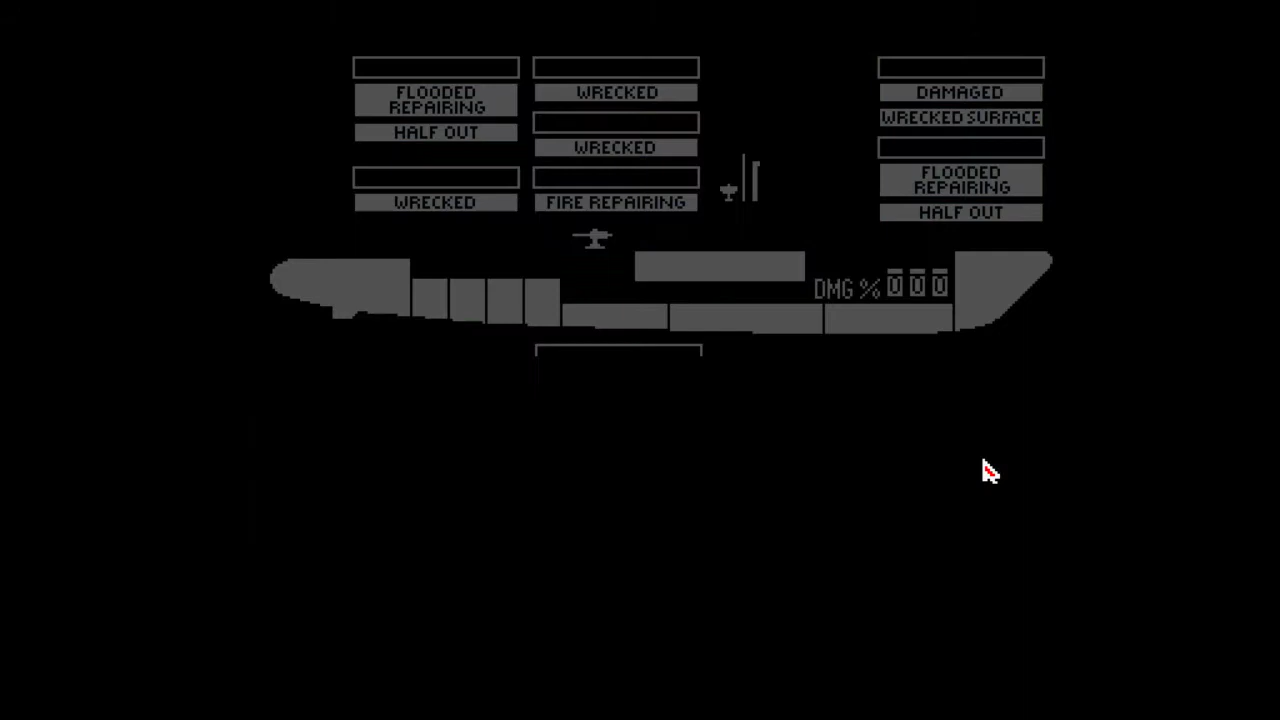 FLOODED
REPAIRING
HALF OUT
WRECKED
WRECKED
WRECKED
FIRE REPAIRING
DAMAGED
WRECKED SURFACE
FLOODED
REPAIRING
HALF OUT
DMG % 0 0 0